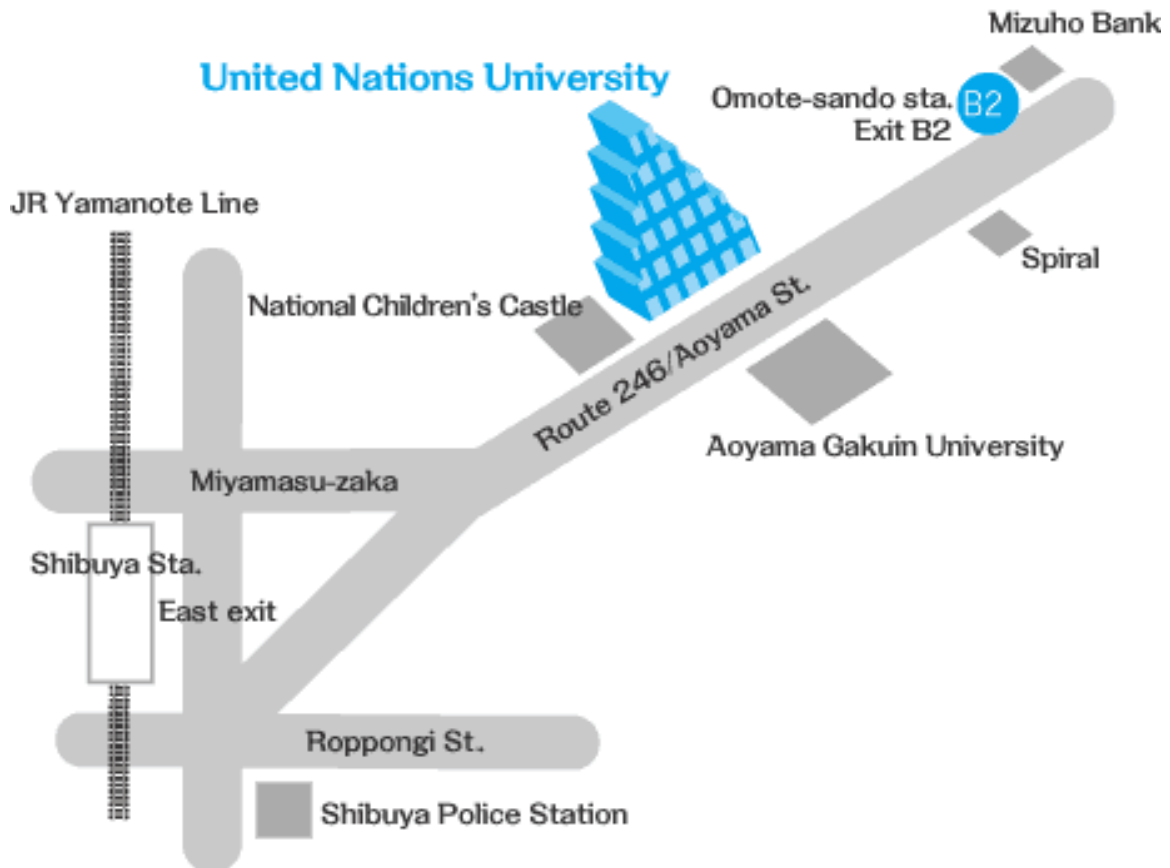 Mizuho Bank
United Nations University
Omote-sando sta.
Exit B2
B2
JR Yamanote Line
Spiral
National Children's Castle
Route 246/Aoyama St.
Aoyama Gakuin University
Miyamasu-zaka
Shibuya Sta.
East exit
Roppongi St.
Shibuya Police Station